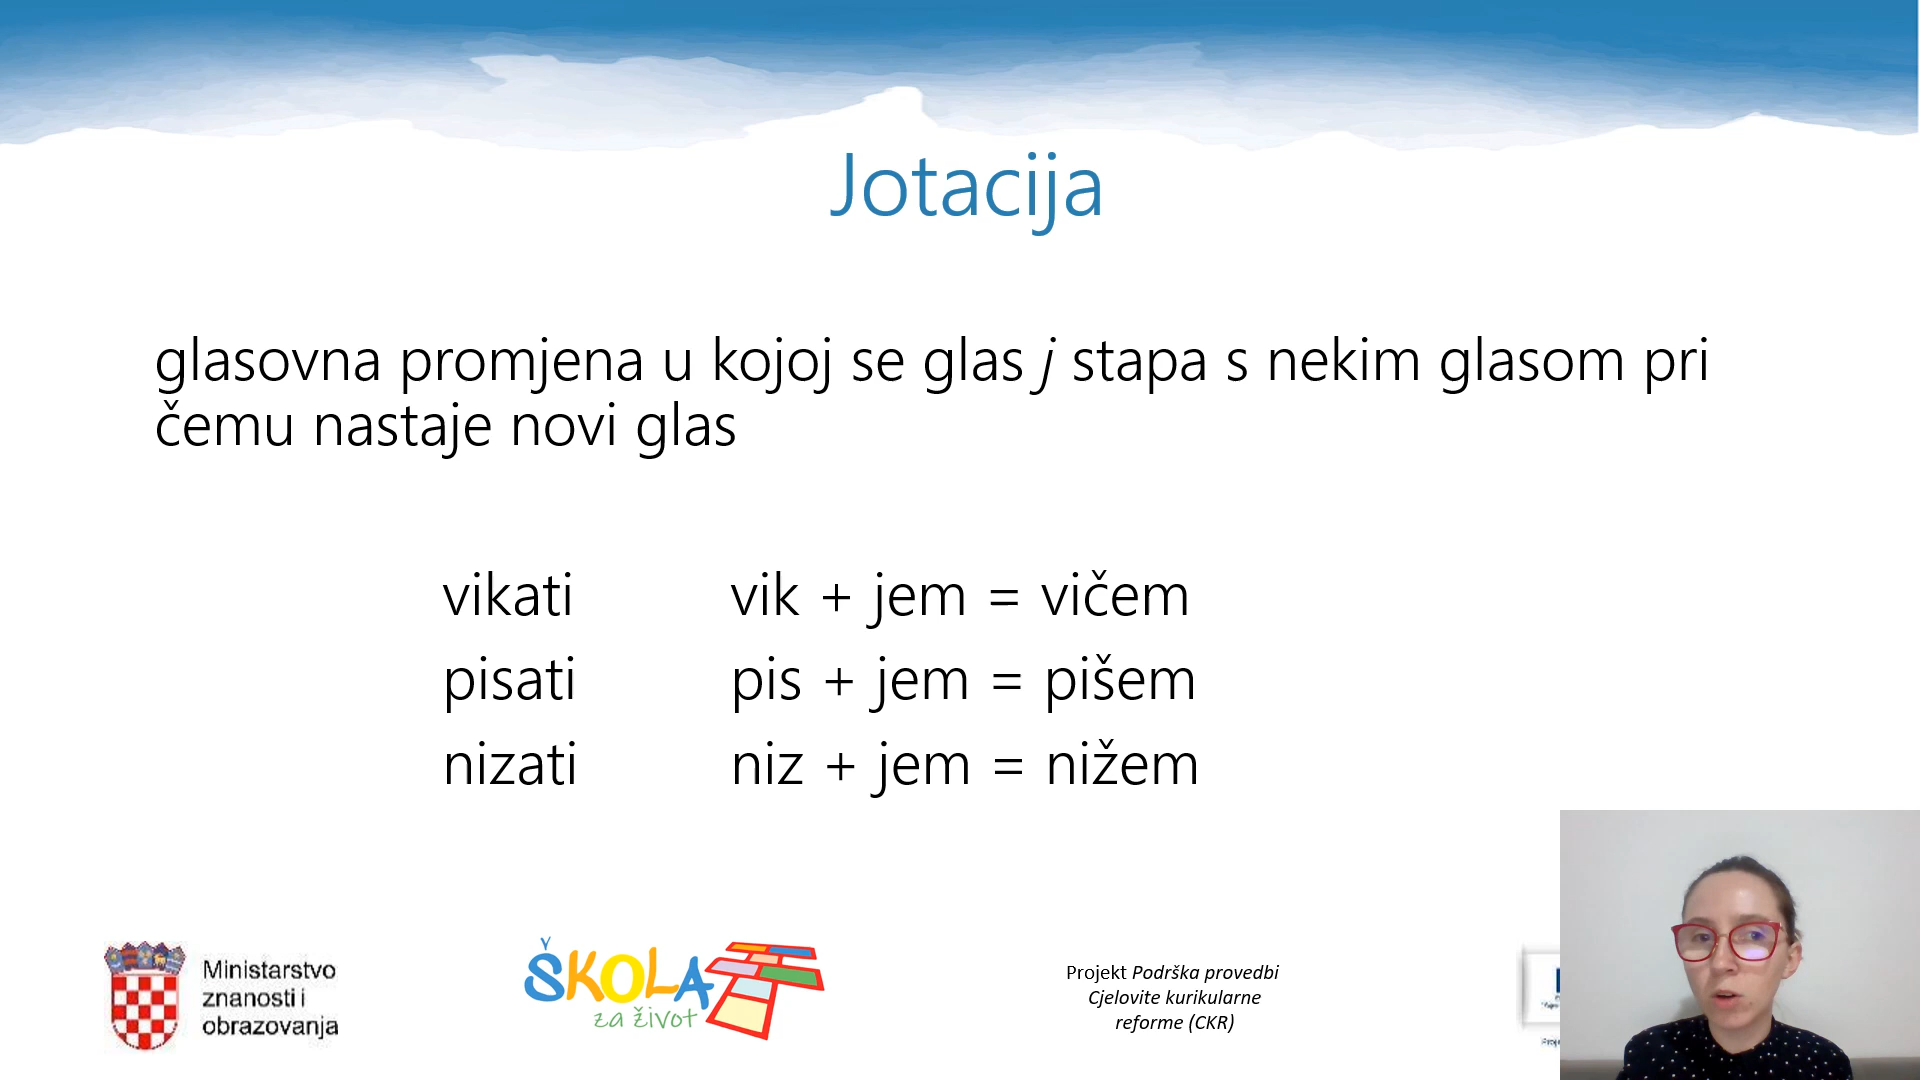 Jotacija
glasovna promjena u kojoj se glas j stapa s nekim glasom pri
čemu nastaje novi glas
vikati vik + jem = vičem
pisati pis + jem = pišem
nizati niz + jem = nižem
Ministarstvo
znanosti i
obrazovanja
ŠKOLA
za život
Projekt Podrška provedbi
Cjelovite kurikularne
reforme (CKR)